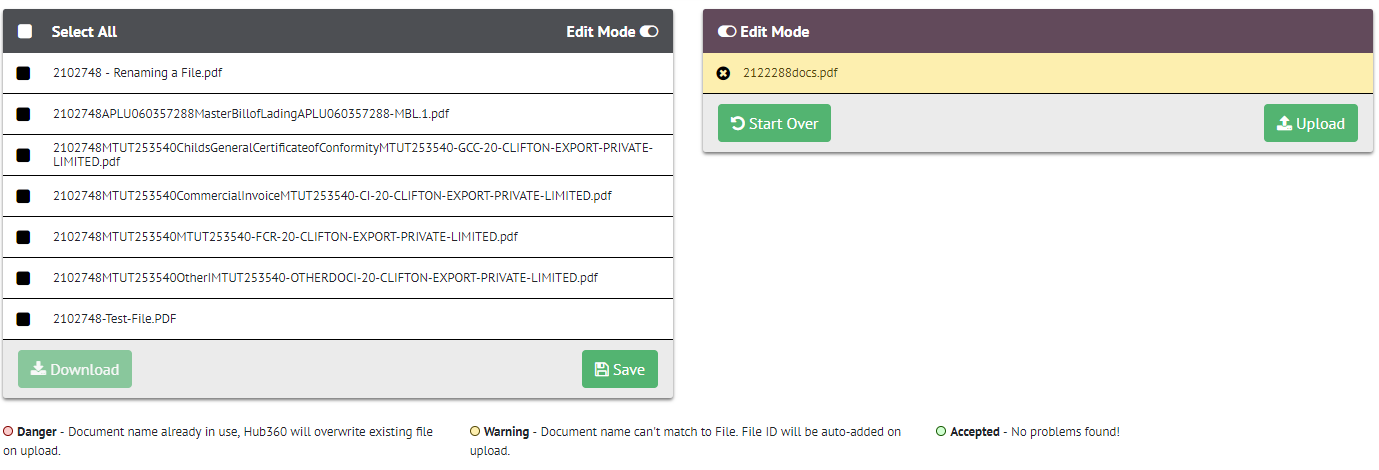 Select All
Edit Mode
2102748 - Renaming a File.pdf
2102748APLU060357288MasterBillofLadingAPLU060357288-MBL.1.pdf
2102748MTUT253540ChildsGeneralCertificateofConformityMTUT253540-GCC-20-CLIFTON-EXPORT-PRIVATE-
LIMITED.pdf
2102748MTUT253540CommercialInvoiceMTUT253540-CI-20-CLIFTON-EXPORT-PRIVATE-LIMITED.pdf
2102748MTUT253540MTUT253540-FCR-20-CLIFTON-EXPORT-PRIVATE-LIMITED.pdf
2102748MTUT253540OtherIMTUT253540-OTHERDOCI-20-CLIFTON-EXPORT-PRIVATE-LIMITED.pdf
2102748-Test-File.PDF
Download
Save
Edit Mode
2122288docs.pdf
Start Over
Upload
Danger - Document name already in use, Hub360 will overwrite existing file
on upload.
Warning - Document name can't match to File. File ID will be auto-added on
upload.
Accepted - No problems found!